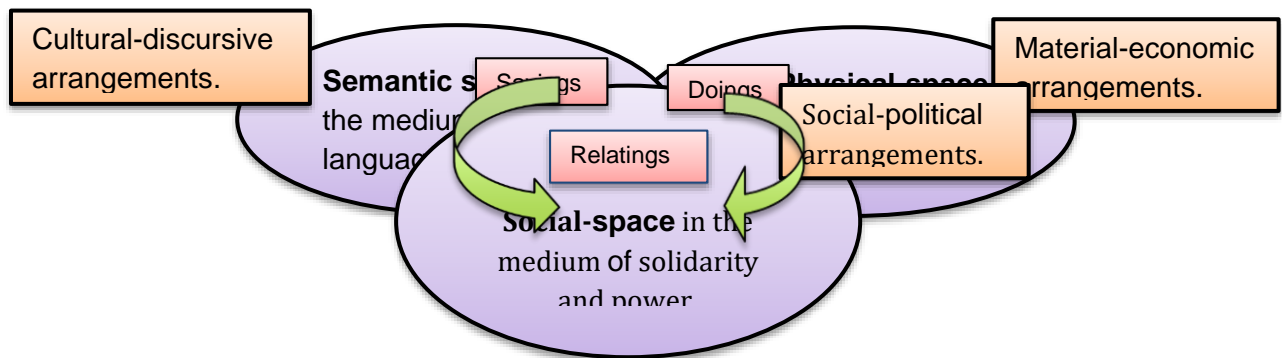 Cultural-discursive
arrangements.
Semantic s
the medium
languag
Sayings
Doings
Relatings
Physical-space
Material-economic
arrangements.
Social-political
arrangements.
Social-space in the
medium of solidarity
and power